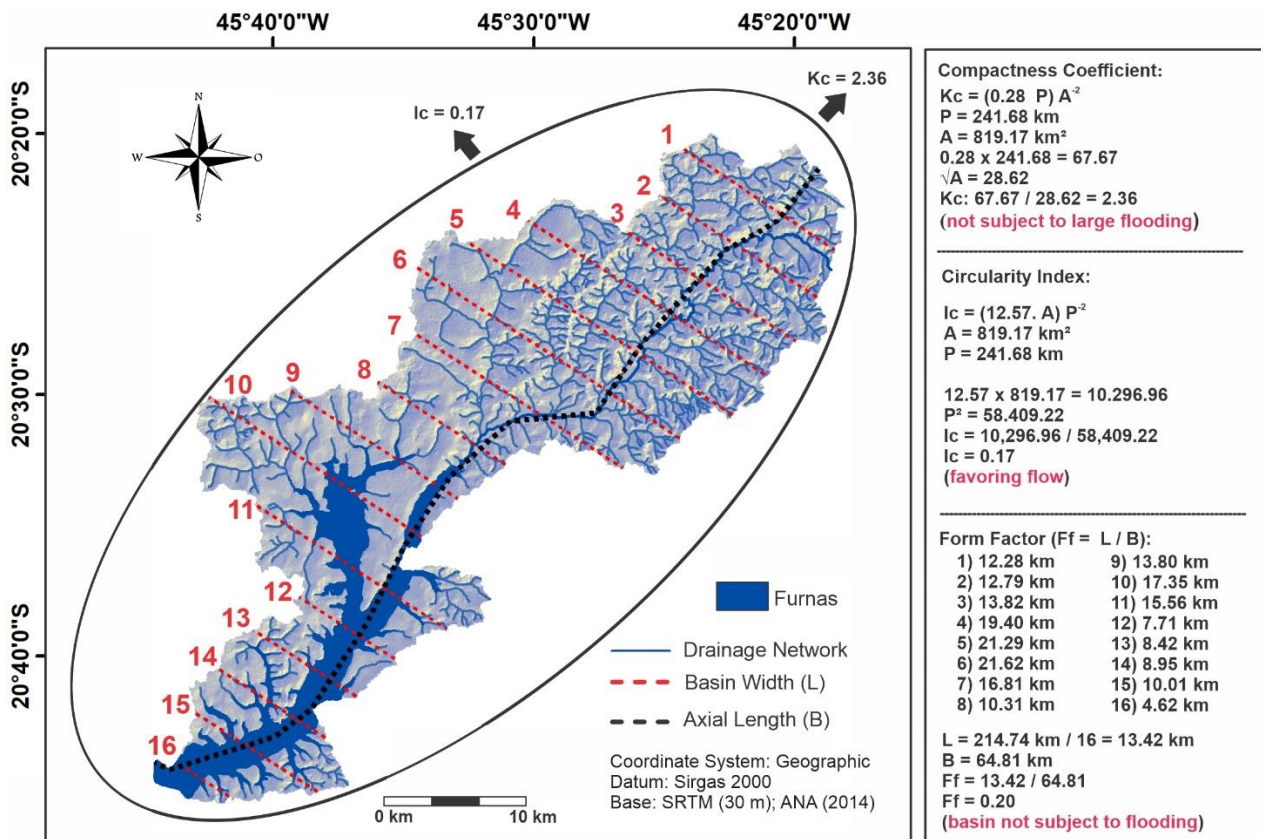 45°40'0"W 45°30'0"W 45°20'0"W
20°20'0"S
20°30'0"S
20°40'0"S
N
W O
S
Ic = 0.17
Kc = 2.36
1
2
3
4
5
6
7
8
9
10
11
12
13
14
15
16
Furnas
Drainage Network
Basin Width (L)
Axial Length (B)
Coordinate System: Geographic
Datum: Sirgas 2000
Base: SRTM (30 m); ANA (2014)
0 km 10 km
Compactness Coefficient:
Kc = (0.28 P) A⁻²
P = 241.68 km
A = 819.17 km²
0.28 x 241.68 = 67.67
√A = 28.62
Kc: 67.67 / 28.62 = 2.36
(not subject to large flooding)
Circularity Index:
Ic = (12.57. A) P⁻²
A = 819.17 km²
P = 241.68 km
12.57 x 819.17 = 10.296.96
P² = 58.409.22
Ic = 10,296.96 / 58,409.22
Ic = 0.17
(favoring flow)
Form Factor (Ff = L / B):
1) 12.28 km 9) 13.80 km
2) 12.79 km 10) 17.35 km
3) 13.82 km 11) 15.56 km
4) 19.40 km 12) 7.71 km
5) 21.29 km 13) 8.42 km
6) 21.62 km 14) 8.95 km
7) 16.81 km 15) 10.01 km
8) 10.31 km 16) 4.62 km
L = 214.74 km / 16 = 13.42 km
B = 64.81 km
Ff = 13.42 / 64.81
Ff = 0.20
(basin not subject to flooding)